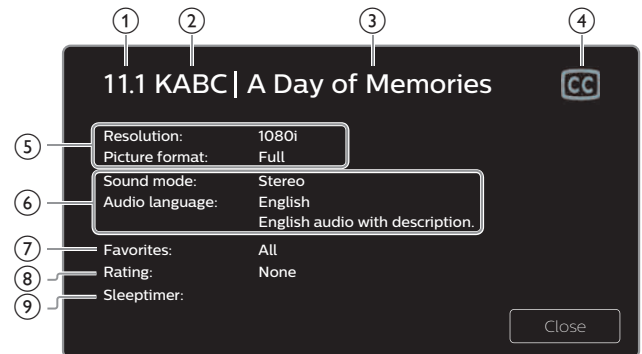 1 2 3 4
11.1 KABC | A Day of Memories CC
5 Resolution: 1080i
Picture format: Full
6 Sound mode: Stereo
Audio language: English
English audio with description.
7 Favorites: All
8 Rating: None
9 Sleeptimer:
Close